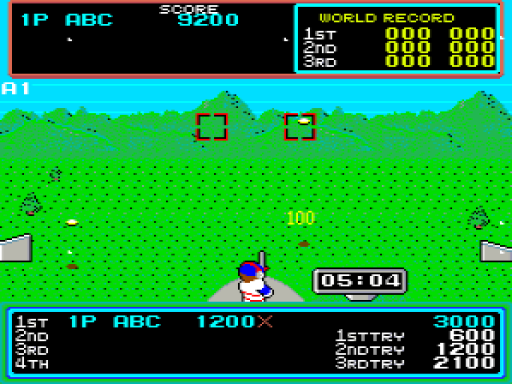 SCORE
1P ABC 9200
WORLD RECORD
1ST 000 000
2ND 000 000
3RD 000 000
A1
100
05:04
1ST 1P ABC 1200X 3000
2ND 1STTRY 600
3RD 2NDTRY 1200
4TH 3RDTRY 2100